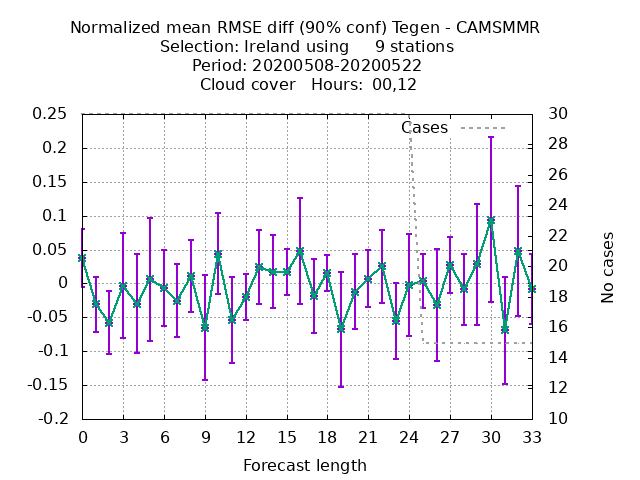 Normalized mean RMSE diff (90% conf) Tegen - CAMSMMR
Selection: Ireland using     9 stations
Period: 20200508-20200522
Cloud cover   Hours:  00,12
Cases
0.25
0.2
0.15
0.1
0.05
0
-0.05
-0.1
-0.15
-0.2
30
28
26
24
22
20
18
16
14
12
10
No cases
0 3 6 9 12 15 18 21 24 27 30 33
Forecast length